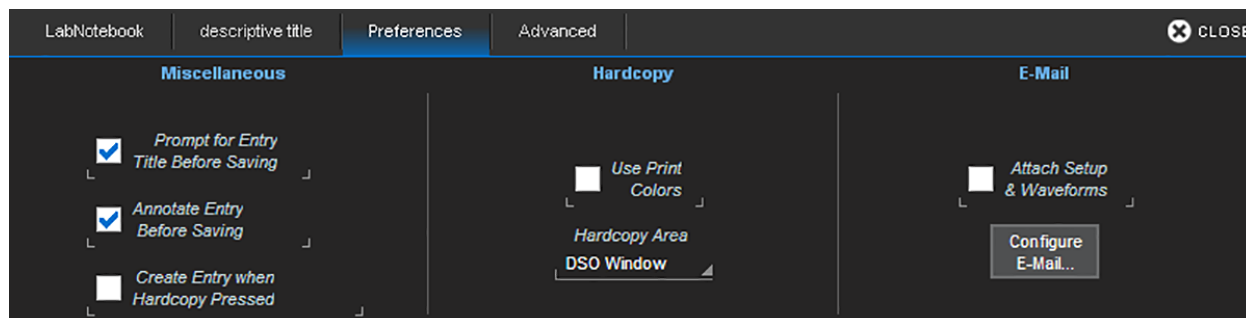 LabNotebook descriptive title Preferences Advanced CLOSE
Miscellaneous
Prompt for Entry
Title Before Saving
Annotate Entry
Before Saving
Create Entry when
Hardcopy Pressed
Hardcopy
Use Print
Colors
Hardcopy Area
DSO Window
E-Mail
Attach Setup
& Waveforms
Configure
E-Mail...